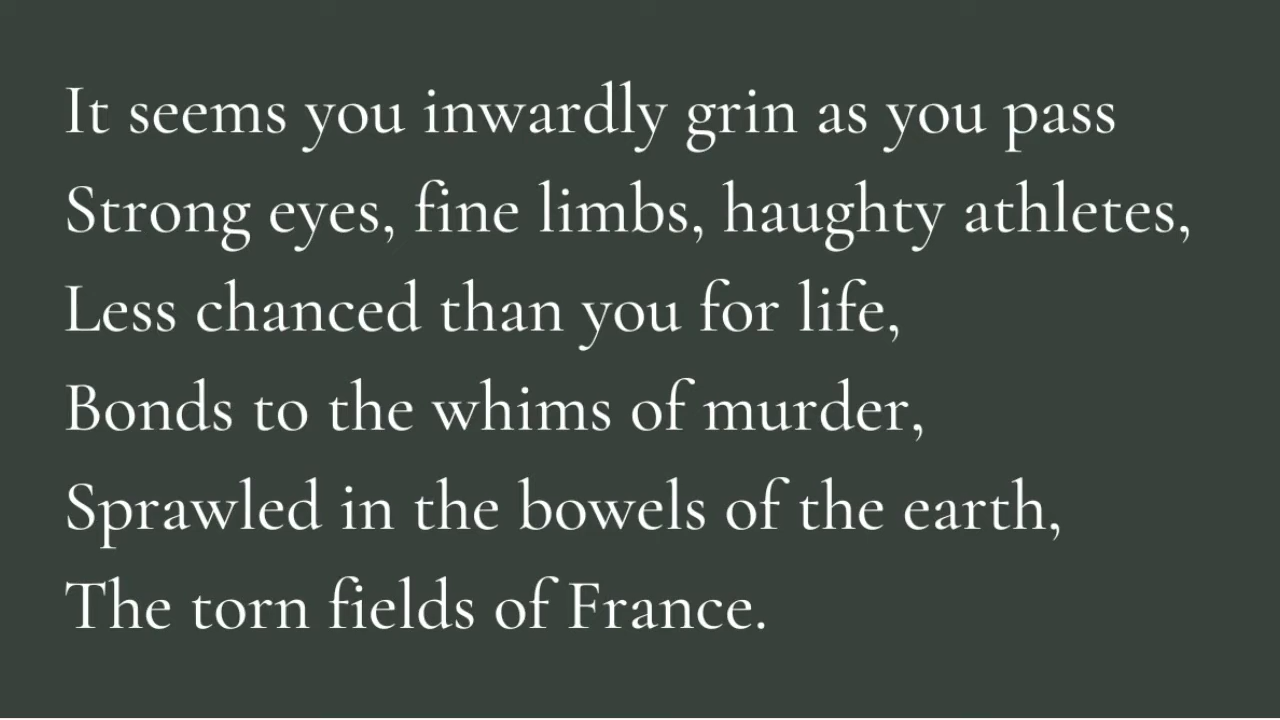 It seems you inwardly grin as you pass
Strong eyes, fine limbs, haughty athletes,
Less chanced than you for life,
Bonds to the whims of murder,
Sprawled in the bowels of the earth,
The torn fields of France.